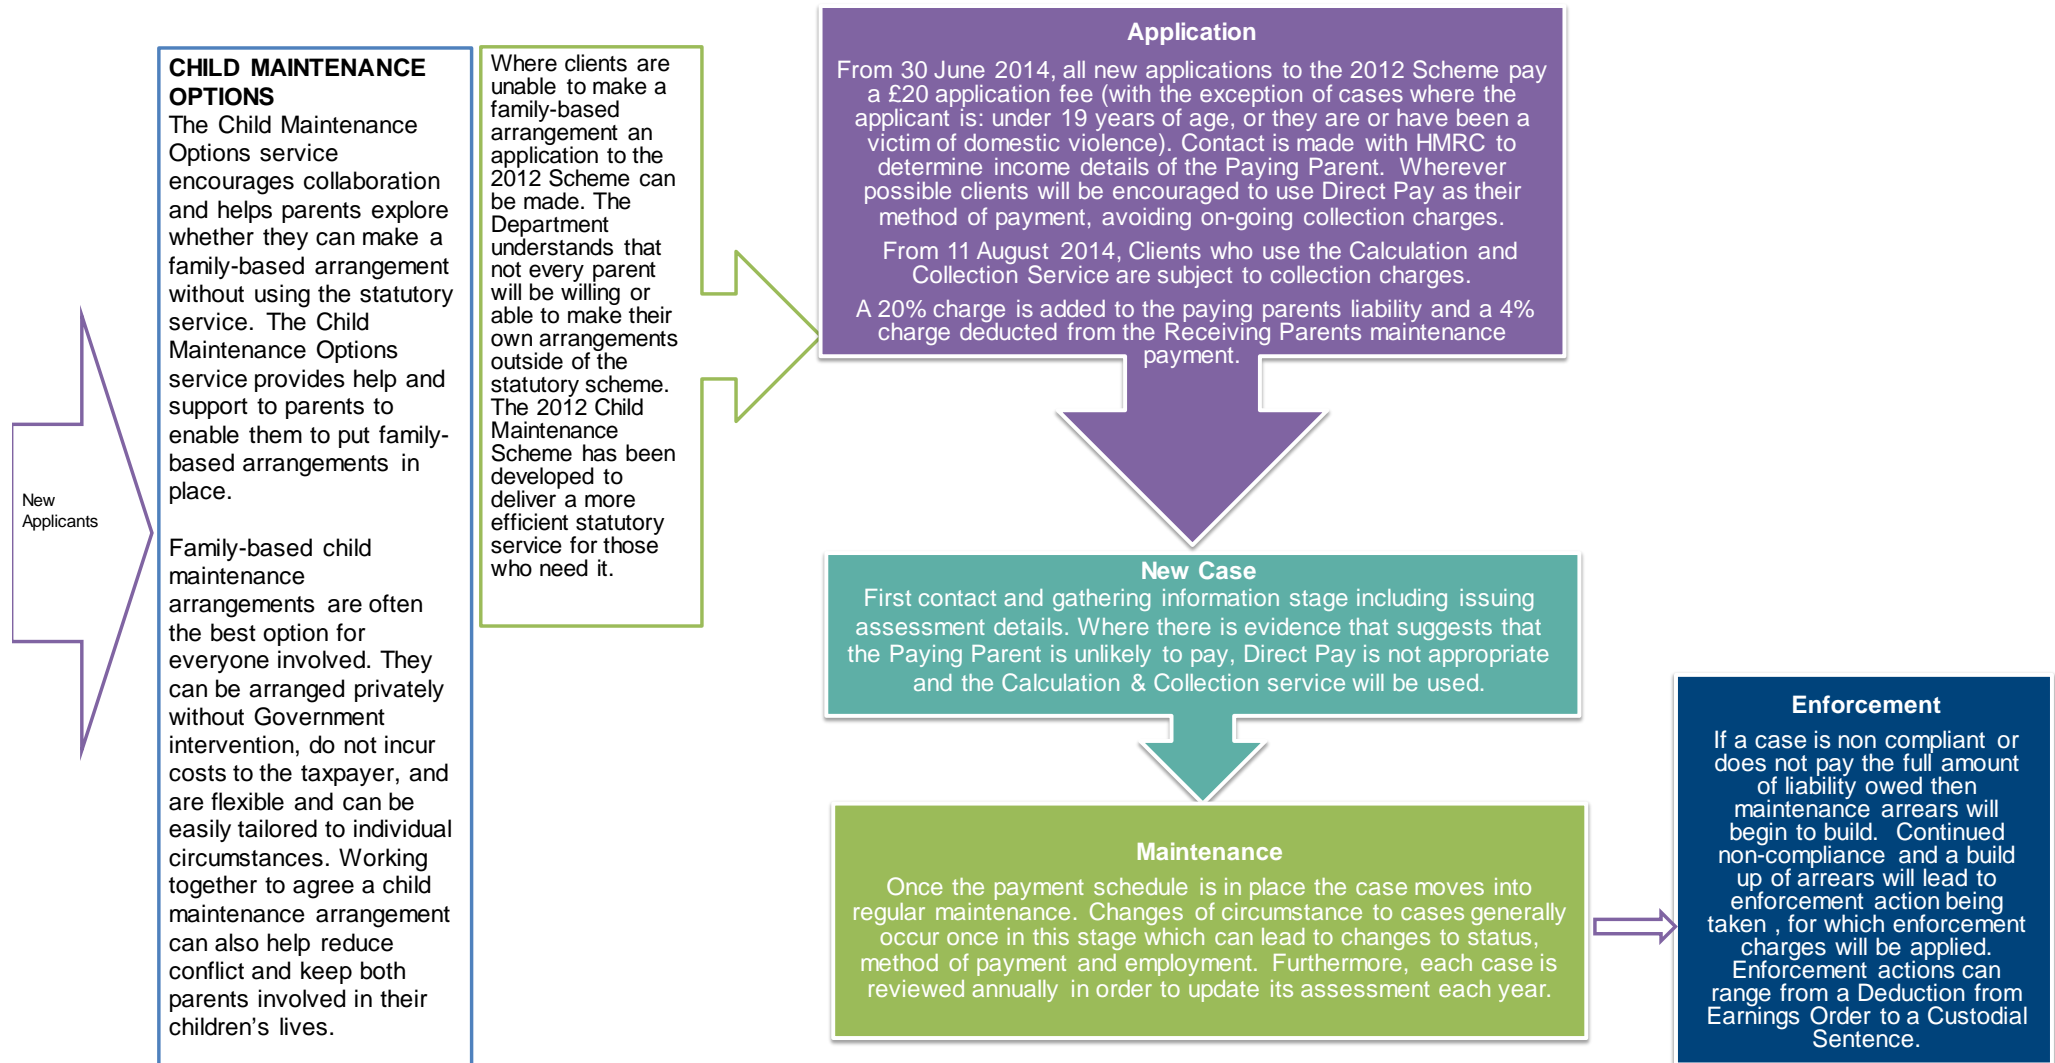 New
Applicants
CHILD MAINTENANCE
OPTIONS
The Child Maintenance
Options service
encourages collaboration
and helps parents explore
whether they can make a
family-based arrangement
without using the statutory
service. The Child
Maintenance Options
service provides help and
support to parents to
enable them to put family-
based arrangements in
place.
Family-based child
maintenance
arrangements are often
the best option for
everyone involved. They
can be arranged privately
without Government
intervention, do not incur
costs to the taxpayer, and
are flexible and can be
easily tailored to individual
circumstances. Working
together to agree a child
maintenance arrangement
can also help reduce
conflict and keep both
parents involved in their
children’s lives.
Where clients are
unable to make a
family-based
arrangement an
application to the
2012 Scheme can
be made. The
Department
understands that
not every parent
will be willing or
able to make their
own arrangements
outside of the
statutory scheme.
The 2012 Child
Maintenance
Scheme has been
developed to
deliver a more
efficient statutory
service for those
who need it.
Application
From 30 June 2014, all new applications to the 2012 Scheme pay
a £20 application fee (with the exception of cases where the
applicant is: under 19 years of age, or they are or have been a
victim of domestic violence). Contact is made with HMRC to
determine income details of the Paying Parent. Wherever
possible clients will be encouraged to use Direct Pay as their
method of payment, avoiding on-going collection charges.
From 11 August 2014, Clients who use the Calculation and
Collection Service are subject to collection charges.
A 20% charge is added to the paying parents liability and a 4%
charge deducted from the Receiving Parents maintenance
payment.
New Case
First contact and gathering information stage including issuing
assessment details. Where there is evidence that suggests that
the Paying Parent is unlikely to pay, Direct Pay is not appropriate
and the Calculation & Collection service will be used.
Maintenance
Once the payment schedule is in place the case moves into
regular maintenance. Changes of circumstance to cases generally
occur once in this stage which can lead to changes to status,
method of payment and employment. Furthermore, each case is
reviewed annually in order to update its assessment each year.
Enforcement
If a case is non compliant or
does not pay the full amount
of liability owed then
maintenance arrears will
begin to build. Continued
non-compliance and a build
up of arrears will lead to
enforcement action being
taken , for which enforcement
charges will be applied.
Enforcement actions can
range from a Deduction from
Earnings Order to a Custodial
Sentence.